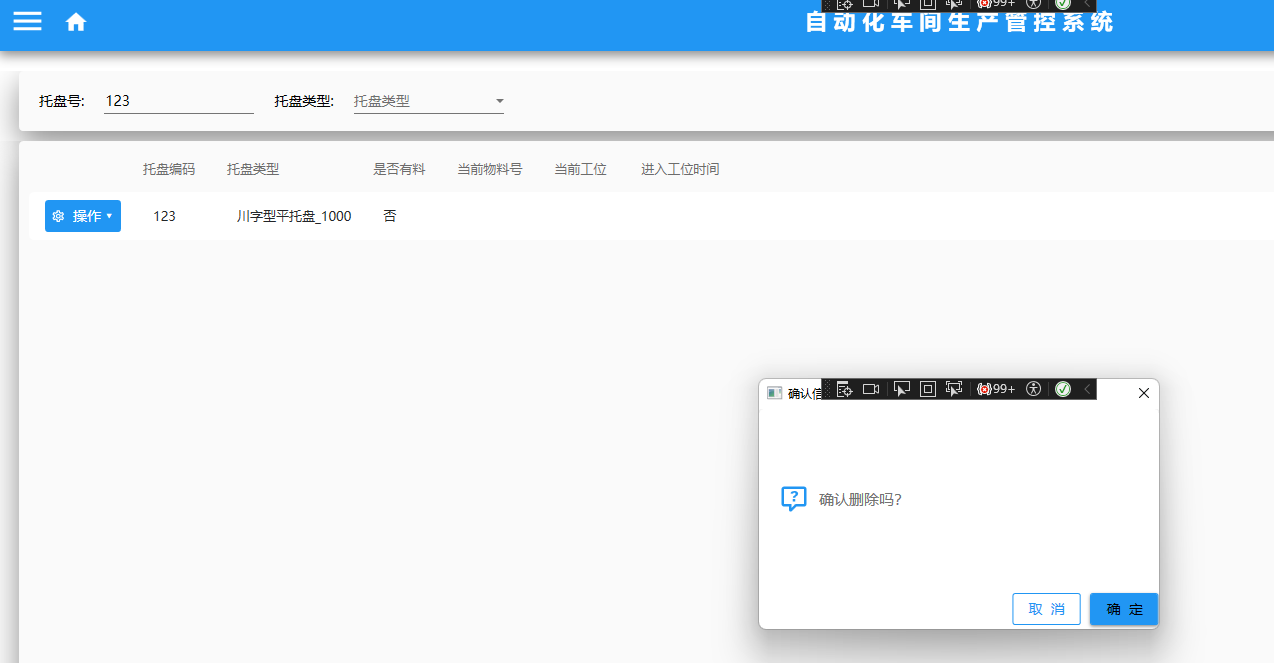 99+
自动化车间生产管控系统
托盘号: 123 托盘类型: 托盘类型
托盘编码 托盘类型 是否有料 当前物料号 当前工位 进入工位时间
操作 123 川字型平托盘_1000 否
确认信 99+
确认删除吗?
取 消 确 定